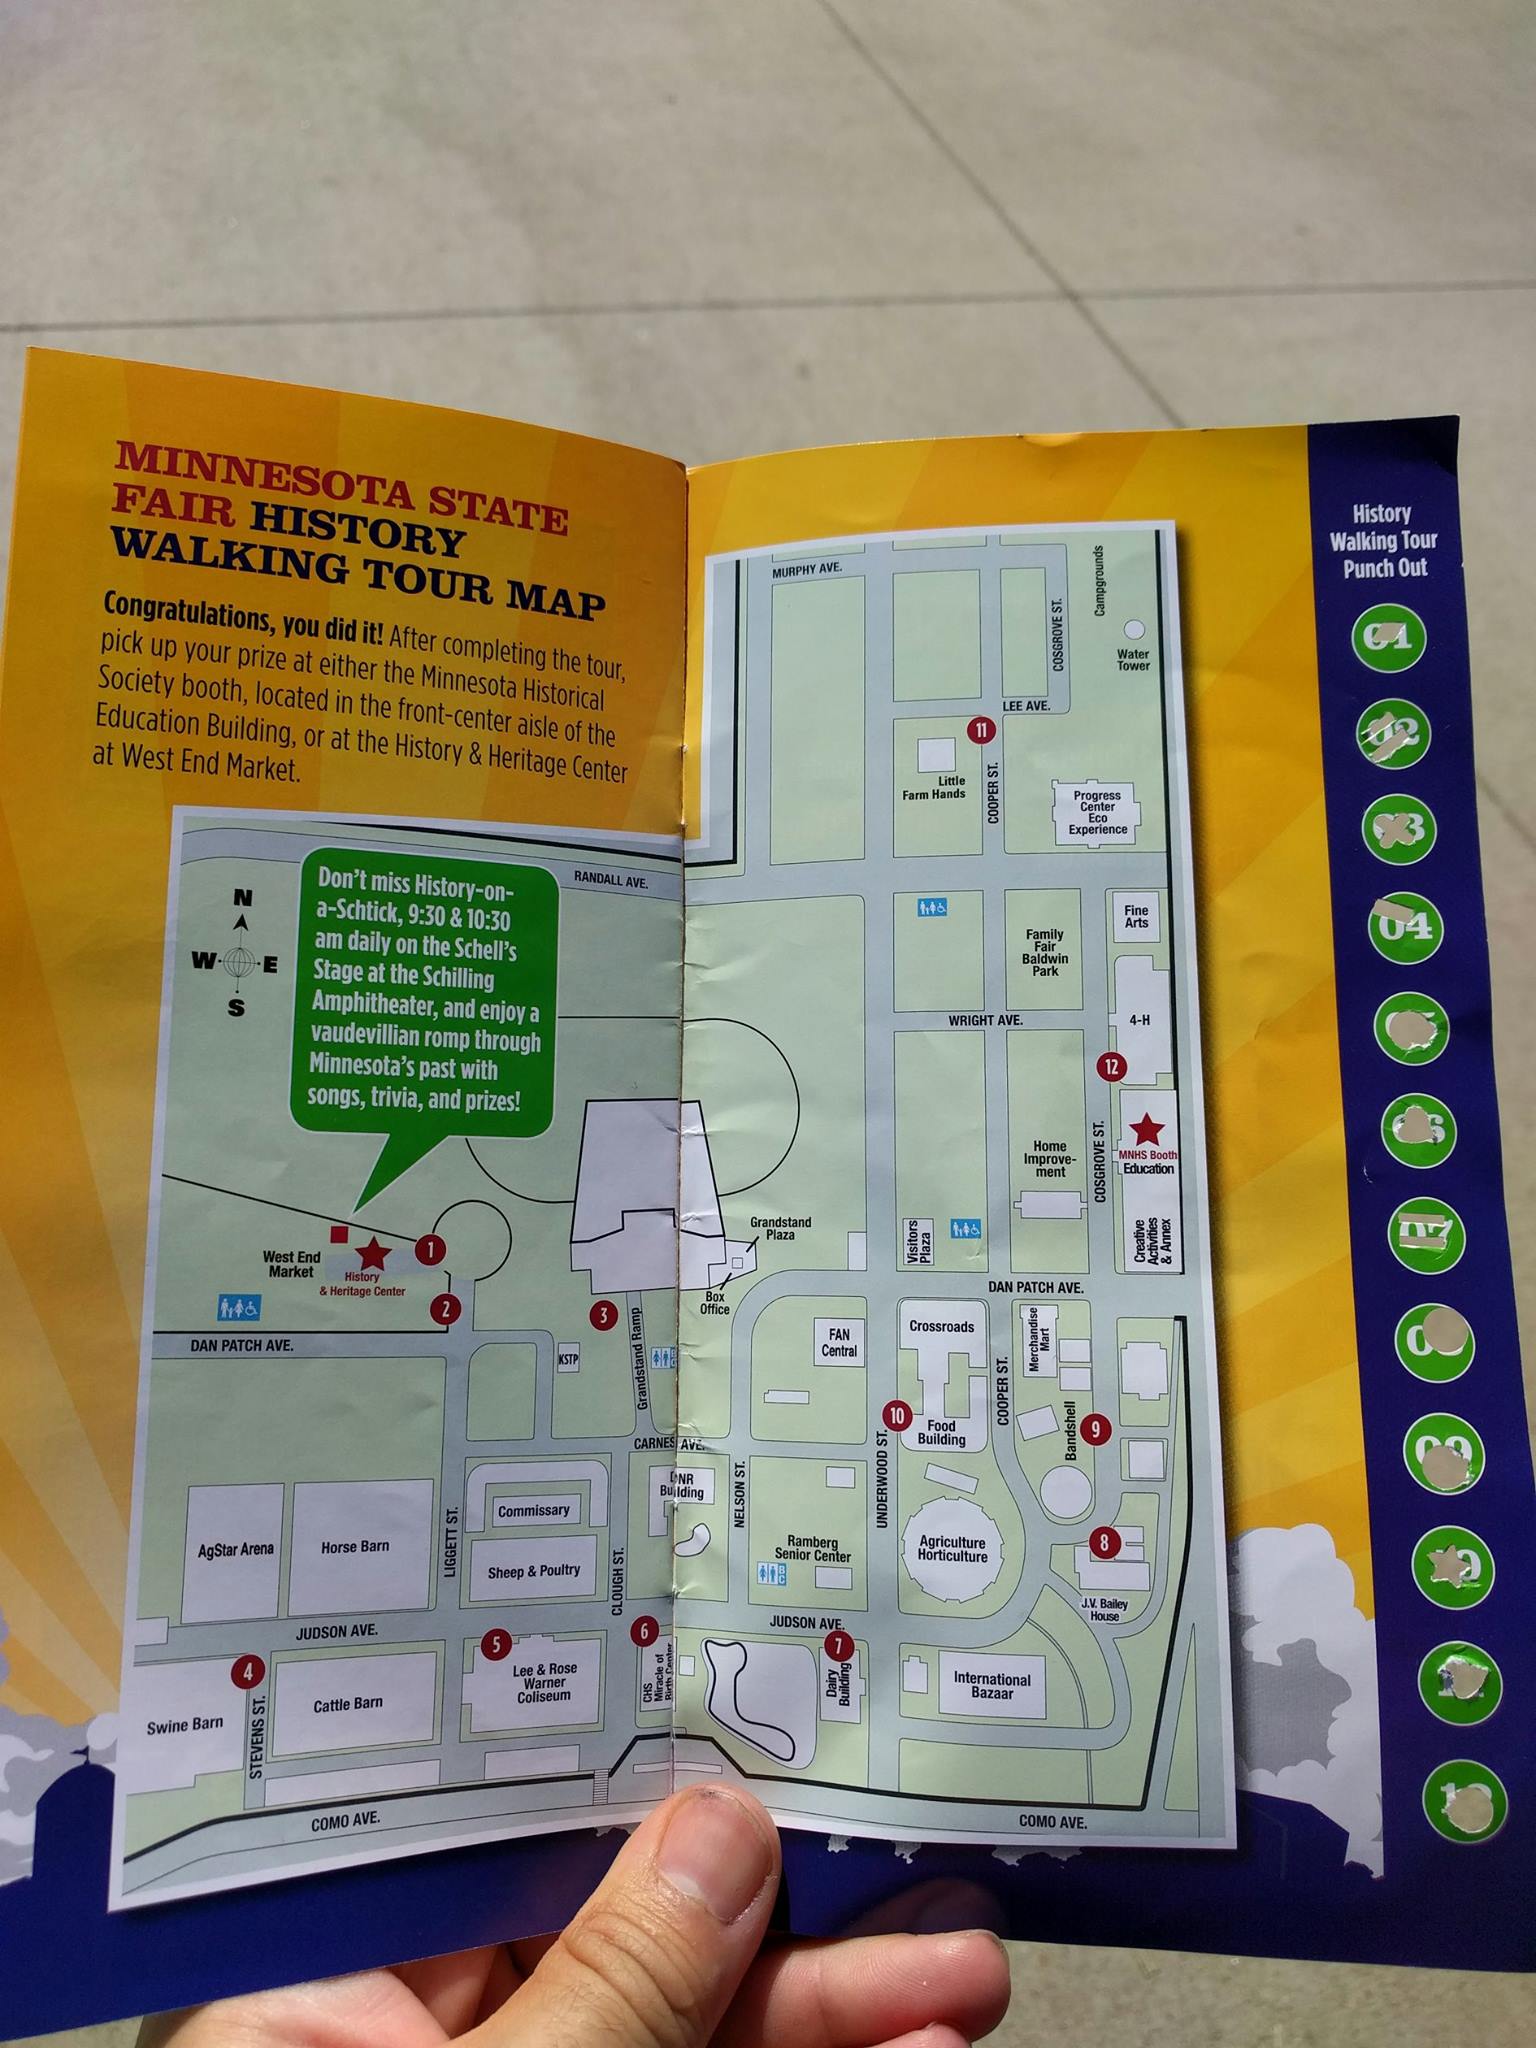 MINNESOTA STATE
FAIR HISTORY
WALKING TOUR MAP
Congratulations, you did it! After completing the tour,
pick up your prize at either the Minnesota Historical
Society booth, located in the front-center aisle of the
Education Building, or at the History & Heritage Center
at West End Market.
Don't miss History-on-
a-Schtick, 9:30 & 10:30
am daily on the Schell's
Stage at the Schilling
Amphitheater, and enjoy a
vaudevillian romp through
Minnesota's past with
songs, trivia, and prizes!
N
W
E
S
RANDALL AVE.
West End
Market
History
& Heritage Center
1
2
3
DAN PATCH AVE.
KSTP
Grandstand Ramp
CARNES AVE.
AgStar Arena
Horse Barn
LIGGETT ST.
Commissary
Sheep & Poultry
CLOUGH ST.
DNR
Building
JUDSON AVE.
4
5
6
Swine Barn
STEVENS ST.
Cattle Barn
Lee & Rose
Warner
Coliseum
CHS
Miracle of
Birth Center
COMO AVE.
MURPHY AVE.
COSGROVE ST.
Campgrounds
Water
Tower
LEE AVE.
11
Little
Farm Hands
COOPER ST.
Progress
Center
Eco
Experience
Family
Fair
Baldwin
Park
Fine
Arts
WRIGHT AVE.
4-H
12
Home
Improve-
ment
COSGROVE ST.
MNHS Booth
Education
Creative
Activities
& Annex
Grandstand
Plaza
Box
Office
Visitors
Plaza
DAN PATCH AVE.
FAN
Central
Crossroads
Merchandise
Mart
COOPER ST.
10
Food
Building
Bandshell
9
NELSON ST.
UNDERWOOD ST.
Ramberg
Senior Center
Agriculture
Horticulture
8
J.V. Bailey
House
JUDSON AVE.
7
Dairy
Building
International
Bazaar
COMO AVE.
History
Walking Tour
Punch Out
01
02
03
04
07